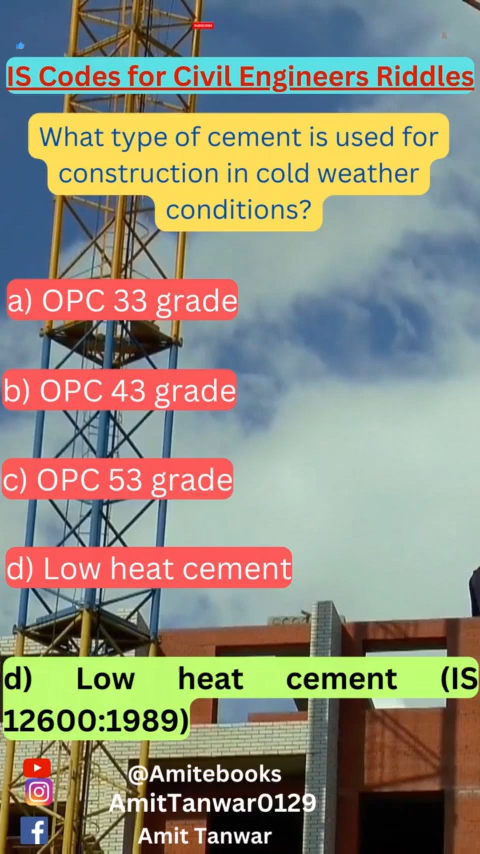 IS Codes for Civil Engineers Riddles
What type of cement is used for
construction in cold weather
conditions?
a) OPC 33 grade
b) OPC 43 grade
c) OPC 53 grade
d) Low heat cement
d) Low heat cement (IS
12600:1989)
@Amitebooks
AmitTanwar0129
Amit Tanwar